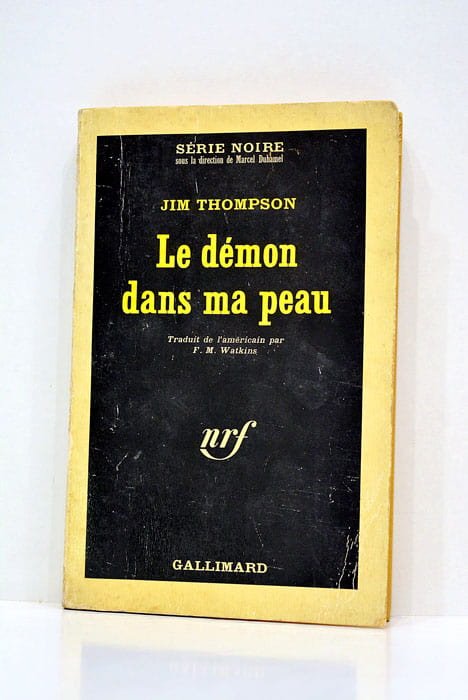 SÉRIE NOIRE
sous la direction de Marcel Duhamel
JIM THOMPSON
Le démon
dans ma peau
Traduit de l'américain par
F. M. Watkins
nrf
GALLIMARD